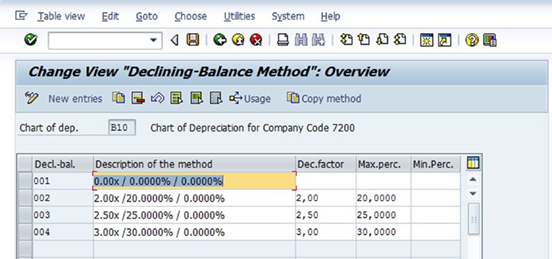 Table view Edit Goto Choose Utilities System Help
Change View "Declining-Balance Method": Overview
New entries Usage Copy method
Chart of dep. B10 Chart of Depreciation for Company Code 7200
Decl.-bal. Description of the method Dec.factor Max.perc. Min.Perc.
001 0.00x / 0.0000% / 0.0000%
002 2.00x /20.0000% / 0.0000% 2,00 20,0000
003 2.50x /25.0000% / 0.0000% 2,50 25,0000
004 3.00x /30.0000% / 0.0000% 3,00 30,0000